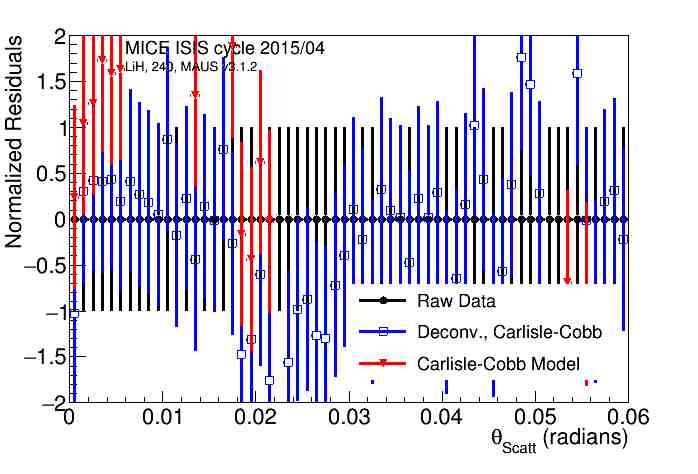 MICE ISIS cycle 2015/04
LiH, 240, MAUS v3.1.2
Normalized Residuals
2
1.5
1
0.5
0
−0.5
−1
−1.5
−2
Raw Data
Deconv., Carlisle-Cobb
Carlisle-Cobb Model
0 0.01 0.02 0.03 0.04 0.05 0.06
θScatt (radians)